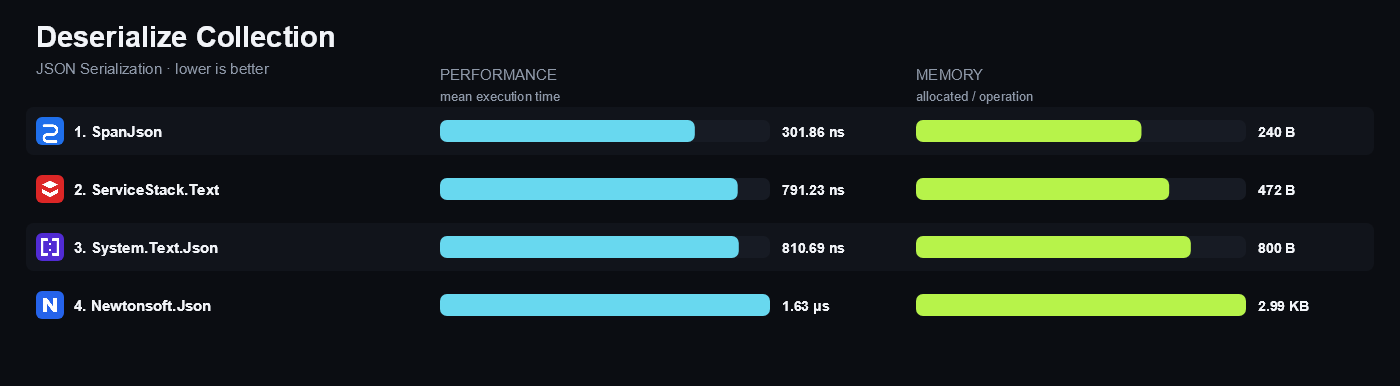 Deserialize Collection
JSON Serialization · lower is better
PERFORMANCE
mean execution time
MEMORY
allocated / operation
1. SpanJson 301.86 ns 240 B
2. ServiceStack.Text 791.23 ns 472 B
3. System.Text.Json 810.69 ns 800 B
N 4. Newtonsoft.Json 1.63 µs 2.99 KB